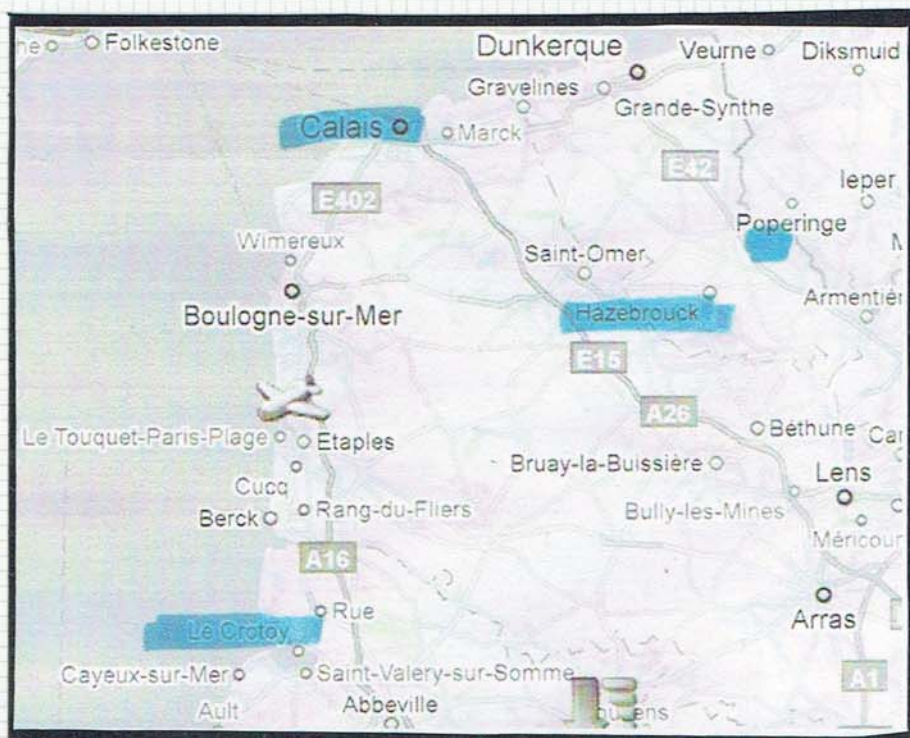 Folkestone
Dunkerque
Veurne
Diksmuid
Gravelines
Grande-Synthe
Calais
Marck
E42
Ieper
E402
Poperinge
Wimereux
Saint-Omer
Boulogne-sur-Mer
Hazebrouck
Armentièr
E15
A26
Le Touquet-Paris-Plage
Etaples
Béthune
Bruay-la-Buissière
Lens
Cucq
Rang-du-Fliers
Berck
Bully-les-Mines
Méricour
A16
Rue
Arras
Le Crotoy
Cayeux-sur-Mer
Saint-Valery-sur-Somme
A1
Ault
Abbeville